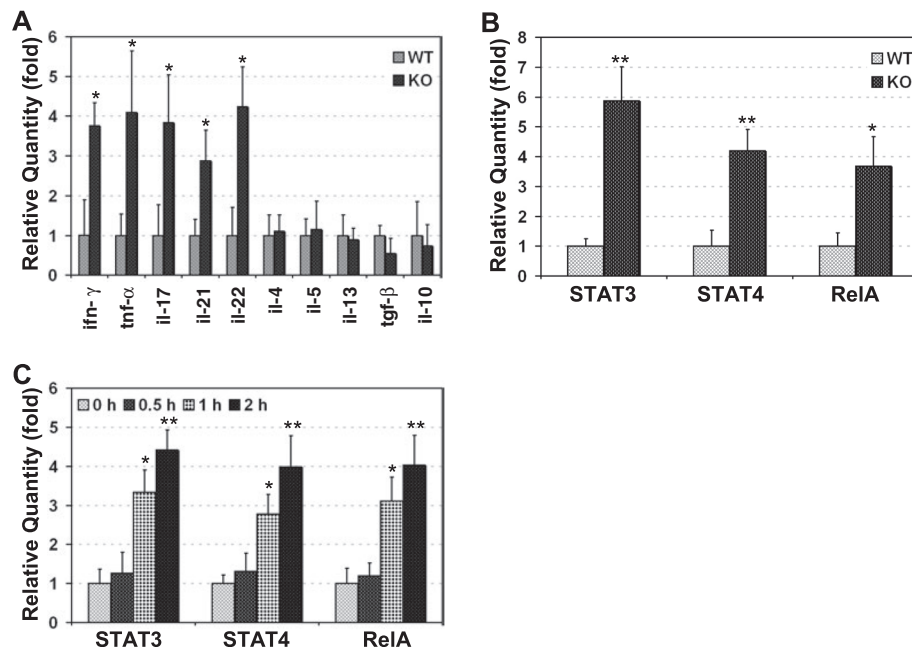 A
Relative Quantity (fold)
6
5
4
3
2
1
0
WT
KO
*
*
*
*
*
ifn- γ
tnf-α
il-17
il-21
il-22
il-4
il-5
il-13
tgf-β
il-10
B
Relative Quantity (fold)
8
7
6
5
4
3
2
1
0
WT
KO
**
**
*
STAT3
STAT4
RelA
C
Relative Quantity (fold)
6
5
4
3
2
1
0
0 h 0.5 h 1 h 2 h
*
**
*
**
*
**
STAT3
STAT4
RelA